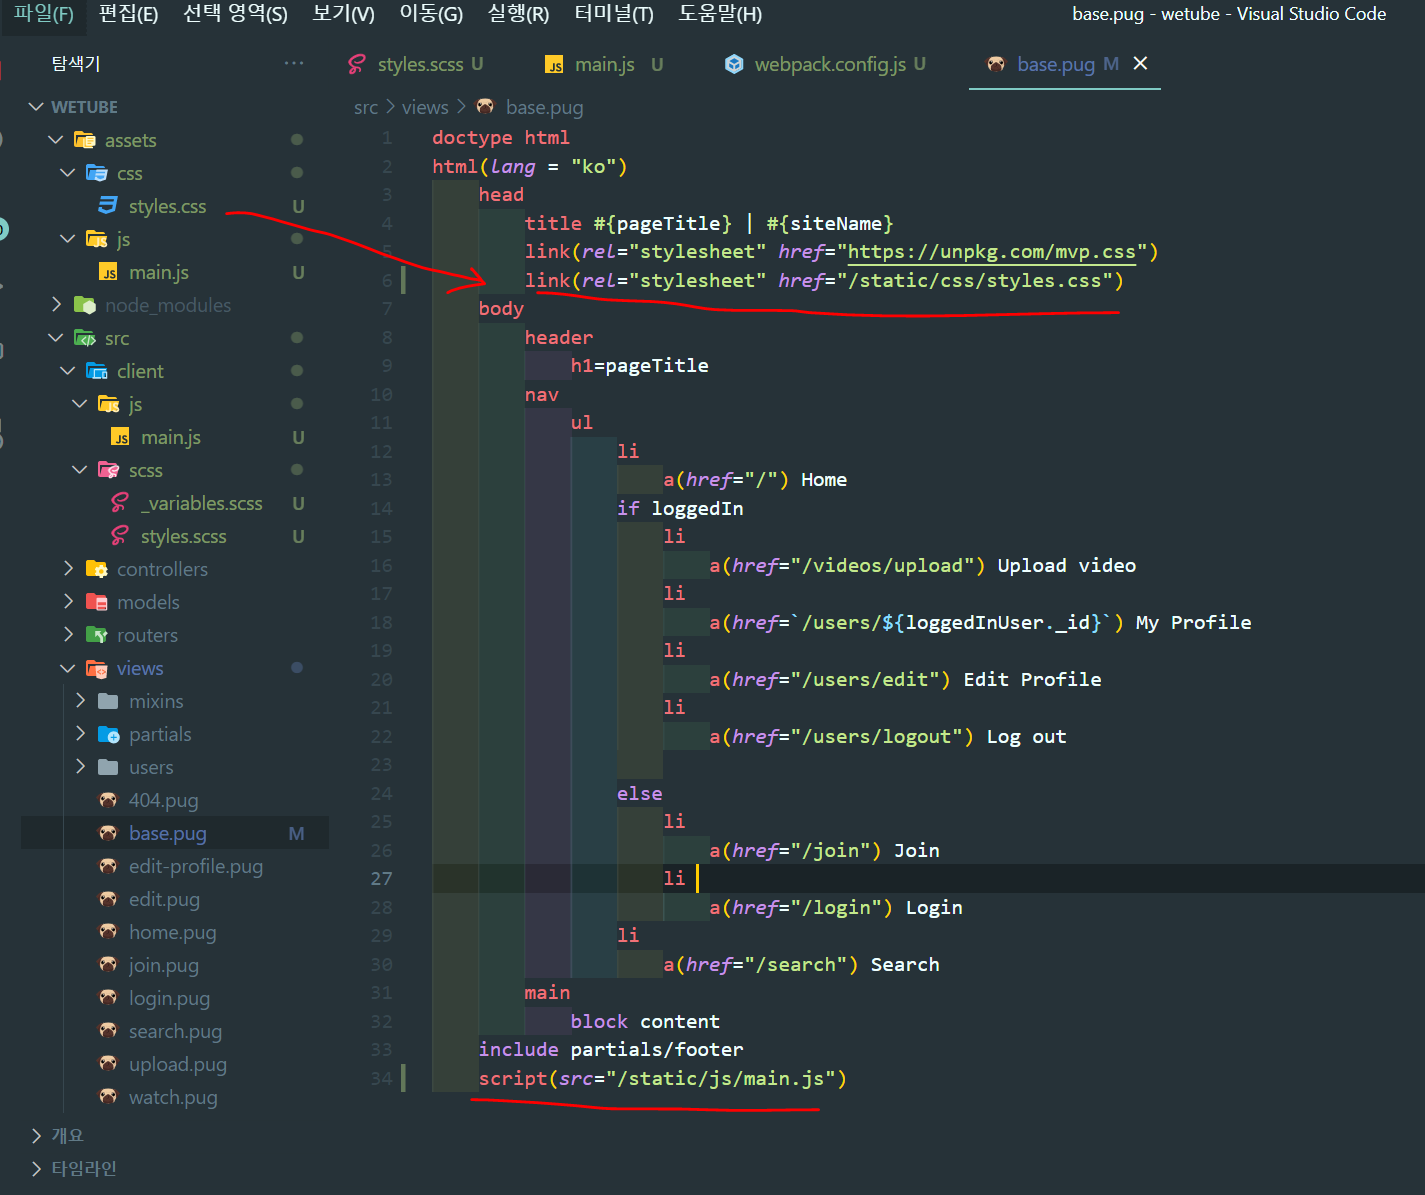 파일(F) 편집(E) 선택 영역(S) 보기(V) 이동(G) 실행(R) 터미널(T) 도움말(H) base.pug - wetube - Visual Studio Code
탐색기 ···
styles.scss U
JS main.js U
webpack.config.js U
base.pug M ×
WETUBE
assets
css
styles.css U
js
JS main.js U
node_modules
src
client
js
JS main.js U
scss
_variables.scss U
styles.scss U
controllers
models
routers
views
mixins
partials
users
404.pug
base.pug M
edit-profile.pug
edit.pug
home.pug
join.pug
login.pug
search.pug
upload.pug
watch.pug
개요
타임라인
src > views > base.pug
1 doctype html
2 html(lang = "ko")
3 head
4 title #{pageTitle} | #{siteName}
5 link(rel="stylesheet" href="https://unpkg.com/mvp.css")
6 link(rel="stylesheet" href="/static/css/styles.css")
7 body
8 header
9 h1=pageTitle
10 nav
11 ul
12 li
13 a(href="/") Home
14 if loggedIn
15 li
16 a(href="/videos/upload") Upload video
17 li
18 a(href=`/users/${loggedInUser._id}`) My Profile
19 li
20 a(href="/users/edit") Edit Profile
21 li
22 a(href="/users/logout") Log out
23
24 else
25 li
26 a(href="/join") Join
27 li
28 a(href="/login") Login
29 li
30 a(href="/search") Search
31 main
32 block content
33 include partials/footer
34 script(src="/static/js/main.js")